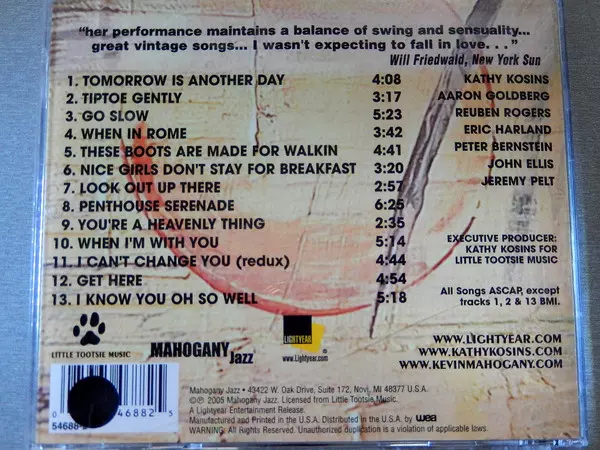 “her performance maintains a balance of swing and sensuality...
great vintage songs... I wasn't expecting to fall in love. . .”
Will Friedwald, New York Sun
1. TOMORROW IS ANOTHER DAY 4:08
2. TIPTOE GENTLY 3:17
3. GO SLOW 5:23
4. WHEN IN ROME 3:42
5. THESE BOOTS ARE MADE FOR WALKIN 4:41
6. NICE GIRLS DON'T STAY FOR BREAKFAST 3:20
7. LOOK OUT UP THERE 2:57
8. PENTHOUSE SERENADE 6:25
9. YOU'RE A HEAVENLY THING 2:35
10. WHEN I'M WITH YOU 5:14
11. I CAN'T CHANGE YOU (redux) 4:44
12. GET HERE 4:54
13. I KNOW YOU OH SO WELL 5:18
KATHY KOSINS
AARON GOLDBERG
REUBEN ROGERS
ERIC HARLAND
PETER BERNSTEIN
JOHN ELLIS
JEREMY PELT
EXECUTIVE PRODUCER:
KATHY KOSINS FOR
LITTLE TOOTSIE MUSIC
All Songs ASCAP, except
tracks 1, 2 & 13 BMI.
LITTLE TOOTSIE MUSIC
MAHOGANY Jazz
LIGHTYEAR
®
www.Lightyear.com
WWW.LIGHTYEAR.COM
WWW.KATHYKOSINS.COM
WWW.KEVINMAHOGANY.COM
Mahogany Jazz • 43422 W. Oak Drive, Suite 172, Novi, MI 48377 U.S.A.
©℗ 2005 Mahogany Jazz. Licensed from Little Tootsie Music.
A Lightyear Entertainment Release.
Manufactured and Printed in the U.S.A. Distributed in the U.S.A. by wea
WARNING: All Rights Reserved. Unauthorized duplication is a violation of applicable laws.
0 46882 5
54688-